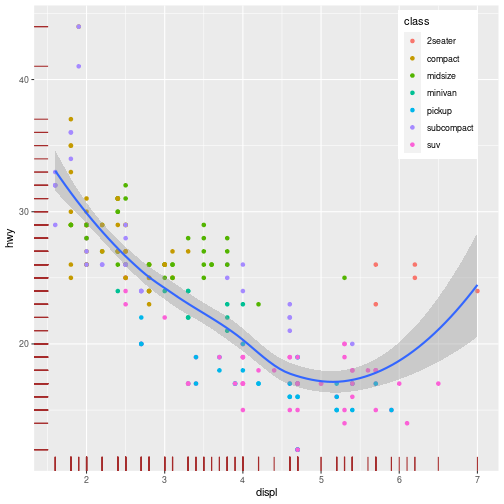 class
2seater
compact
midsize
minivan
pickup
subcompact
suv
hwy
40
30
20
2
3
4
5
6
7
displ